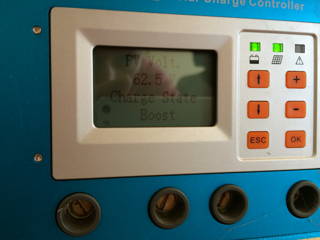 Charge Controller
PV Volt.
62.5
Charge State
Boost
ESC
OK